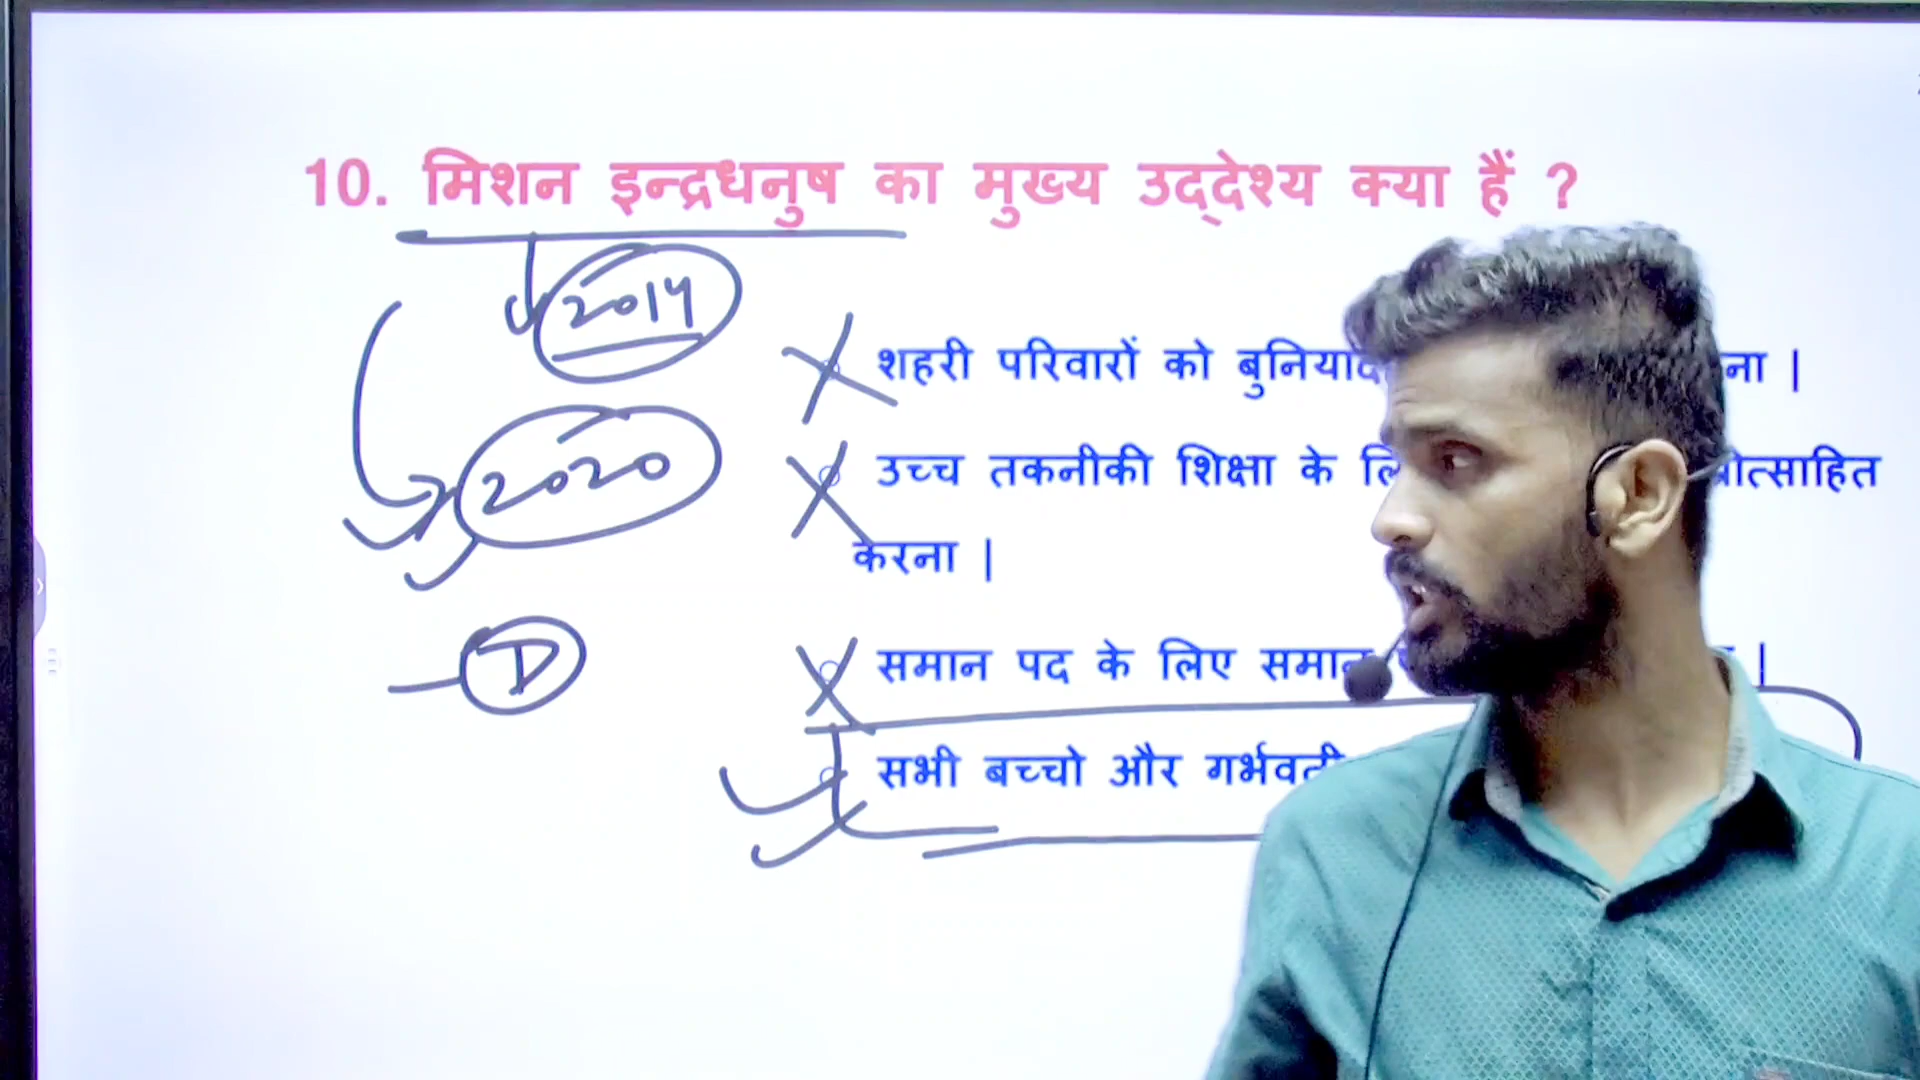 10. मिशन इन्द्रधनुष का मुख्य उद्देश्य क्या हैं ?
2014
शहरी परिवारों को ना |
2020
उच्च तकनीकी शिक्षा के प्रोत्साहित
करना |
D
समान पद के लिए समान |
सभी बच्चो और गर्भवती